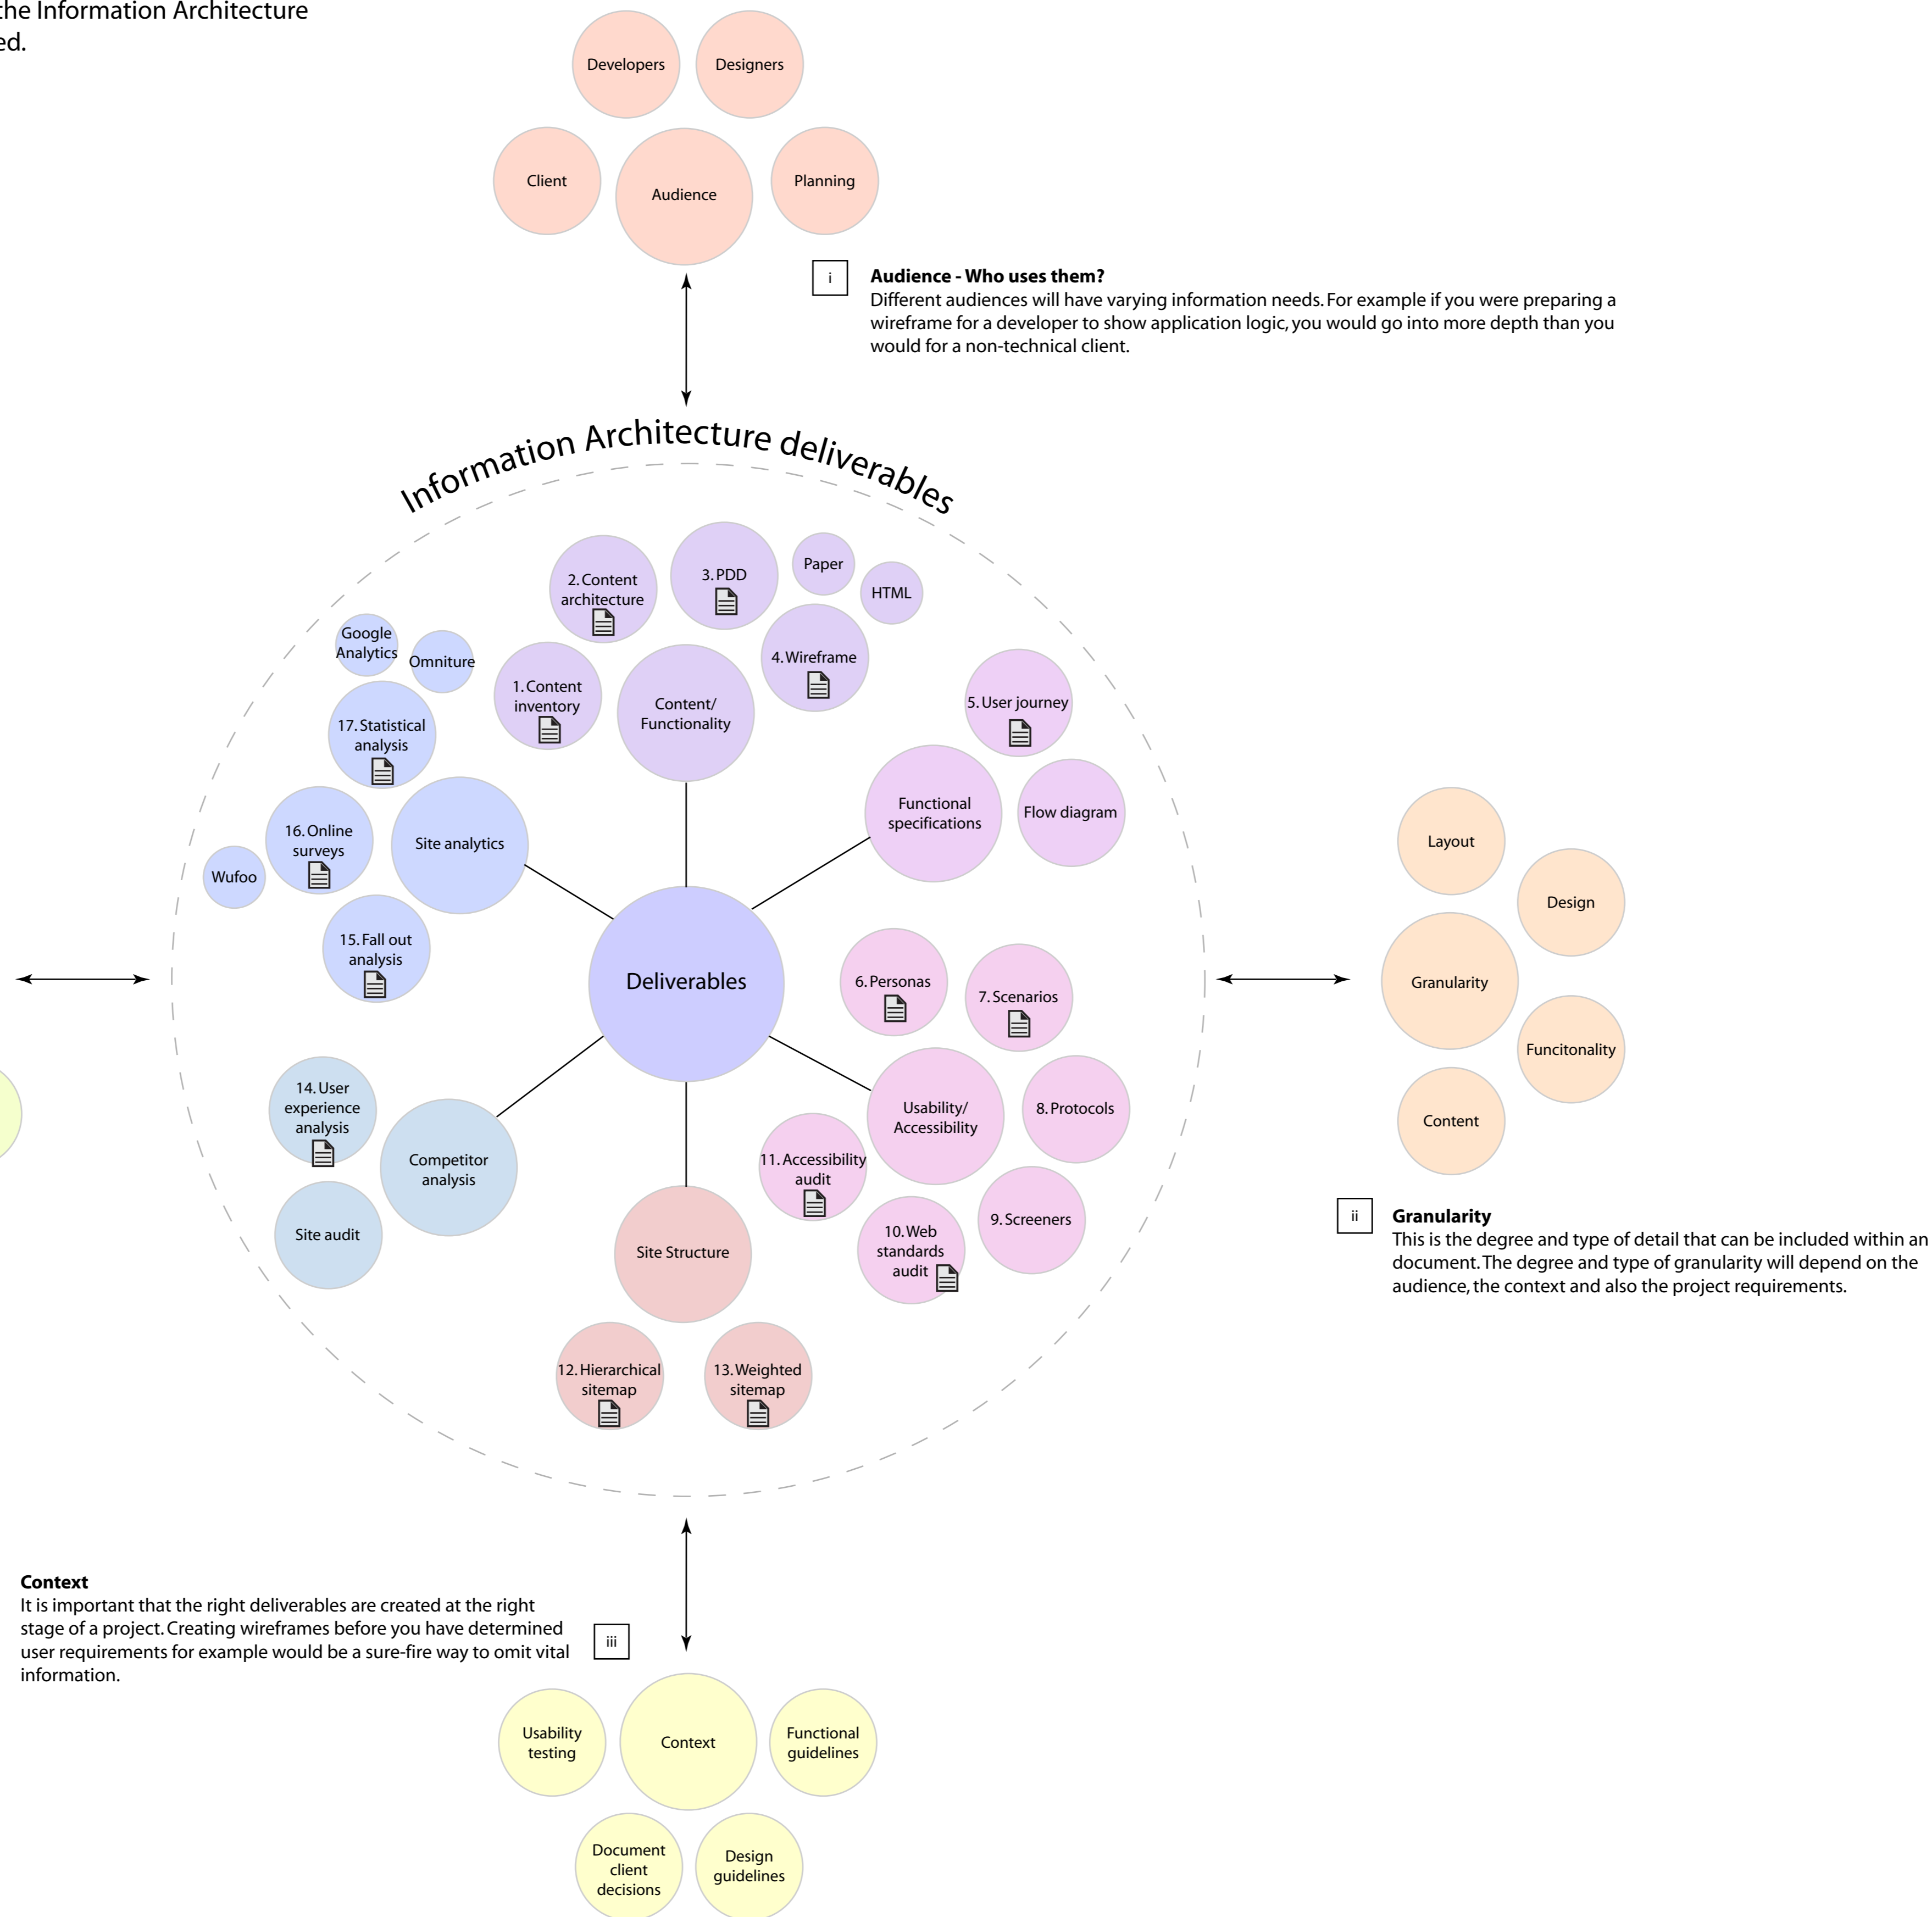 the Information Architecture
ed.
Developers
Designers
Client
Audience
Planning
i
Audience - Who uses them?
Different audiences will have varying information needs. For example if you were preparing a
wireframe for a developer to show application logic, you would go into more depth than you
would for a non-technical client.
Information Architecture deliverables
2. Content
architecture
3. PDD
Paper
HTML
Google
Analytics
Omniture
4. Wireframe
1. Content
inventory
Content/
Functionality
5. User journey
17. Statistical
analysis
Functional
specifications
Flow diagram
16. Online
surveys
Site analytics
Wufoo
15. Fall out
analysis
Deliverables
6. Personas
7. Scenarios
14. User
experience
analysis
Competitor
analysis
Site audit
Usability/
Accessibility
8. Protocols
11. Accessibility
audit
9. Screeners
10. Web
standards
audit
Site Structure
12. Hierarchical
sitemap
13. Weighted
sitemap
Layout
Design
Granularity
Funcitonality
Content
ii
Granularity
This is the degree and type of detail that can be included within an
document. The degree and type of granularity will depend on the
audience, the context and also the project requirements.
Context
It is important that the right deliverables are created at the right
stage of a project. Creating wireframes before you have determined
user requirements for example would be a sure-fire way to omit vital
information.
iii
Usability
testing
Context
Functional
guidelines
Document
client
decisions
Design
guidelines